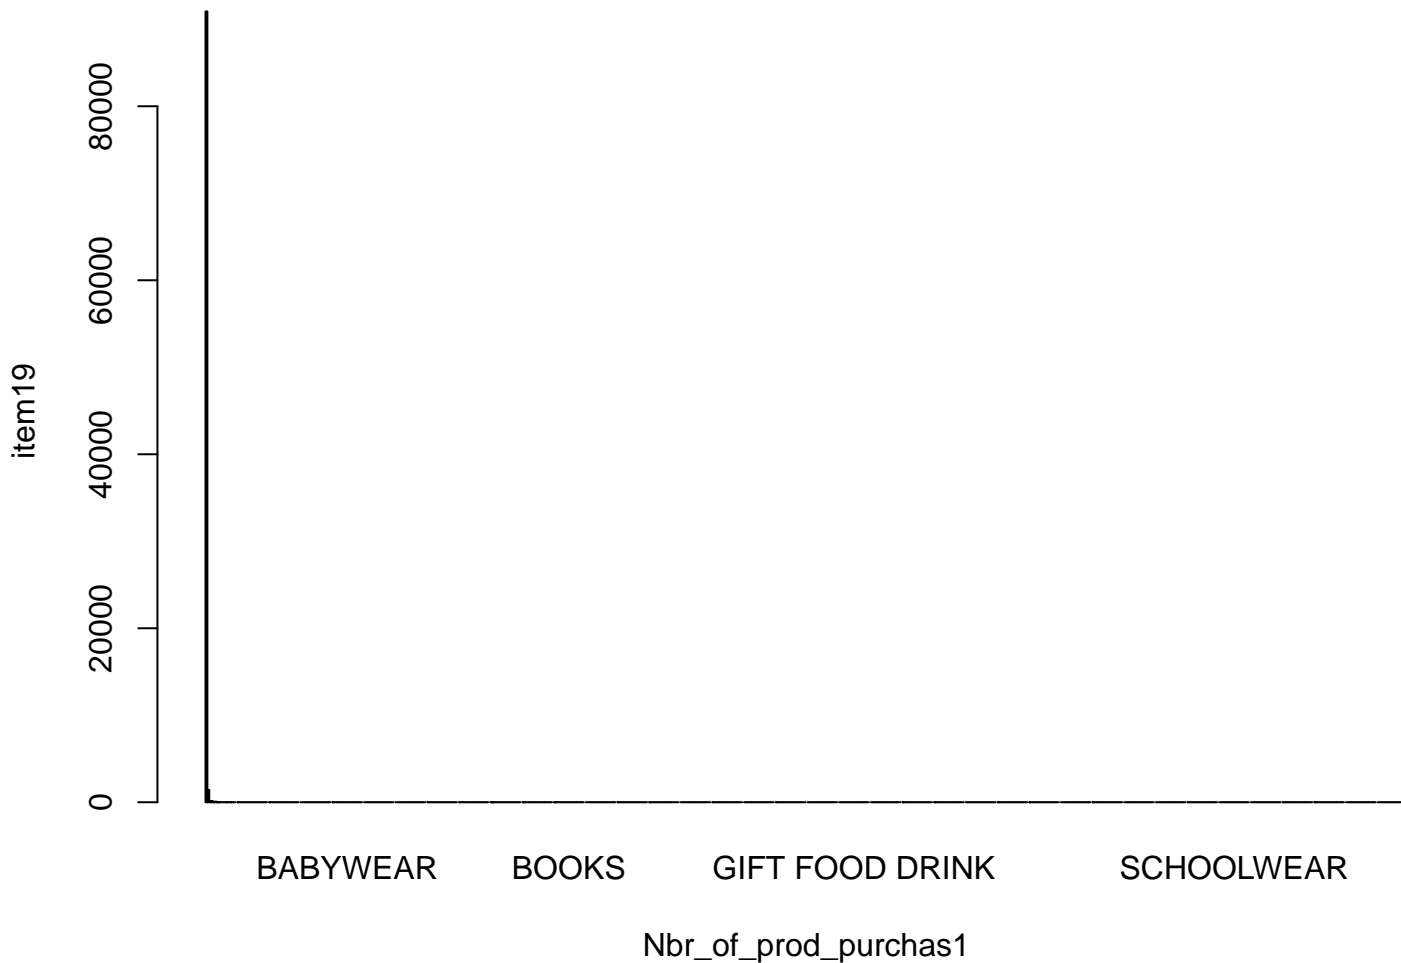 80000
60000
40000
20000
0
item19
BABYWEAR BOOKS GIFT FOOD DRINK SCHOOLWEAR
Nbr_of_prod_purchas1